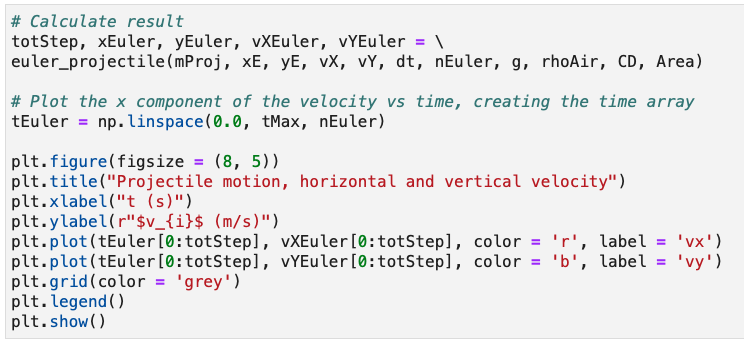 # Calculate result
totStep, xEuler, yEuler, vXEuler, vYEuler = \
euler_projectile(mProj, xE, yE, vX, vY, dt, nEuler, g, rhoAir, CD, Area)
# Plot the x component of the velocity vs time, creating the time array
tEuler = np.linspace(0.0, tMax, nEuler)
plt.figure(figsize = (8, 5))
plt.title("Projectile motion, horizontal and vertical velocity")
plt.xlabel("t (s)")
plt.ylabel(r"$v_{i}$ (m/s)")
plt.plot(tEuler[0:totStep], vXEuler[0:totStep], color = 'r', label = 'vx')
plt.plot(tEuler[0:totStep], vYEuler[0:totStep], color = 'b', label = 'vy')
plt.grid(color = 'grey')
plt.legend()
plt.show()